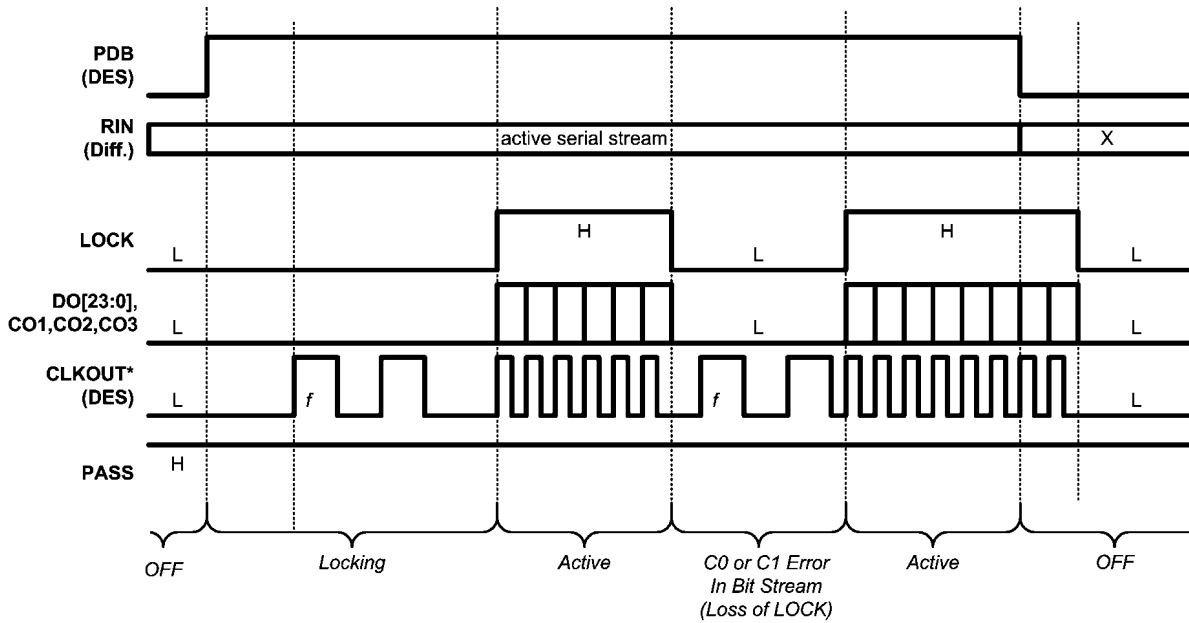 PDB
(DES)
RIN
(Diff.)
active serial stream
X
LOCK
L
H
L
H
L
DO[23:0],
CO1,CO2,CO3
L
L
L
CLKOUT*
(DES)
L
f
f
L
PASS
H
OFF
Locking
Active
C0 or C1 Error
In Bit Stream
(Loss of LOCK)
Active
OFF